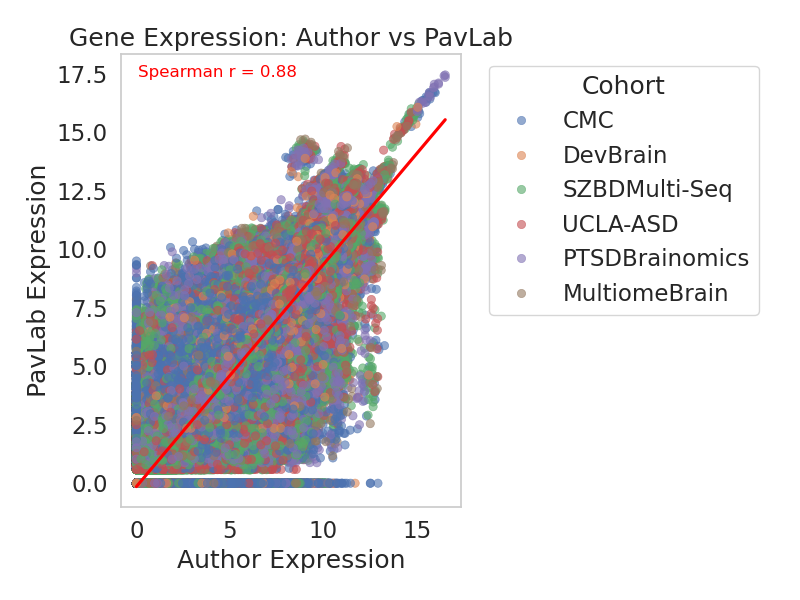 Gene Expression: Author vs PavLab
Spearman r = 0.88
17.5
15.0
12.5
10.0
7.5
5.0
2.5
0.0
PavLab Expression
0 5 10 15
Author Expression
Cohort
CMC
DevBrain
SZBDMulti-Seq
UCLA-ASD
PTSDBrainomics
MultiomeBrain